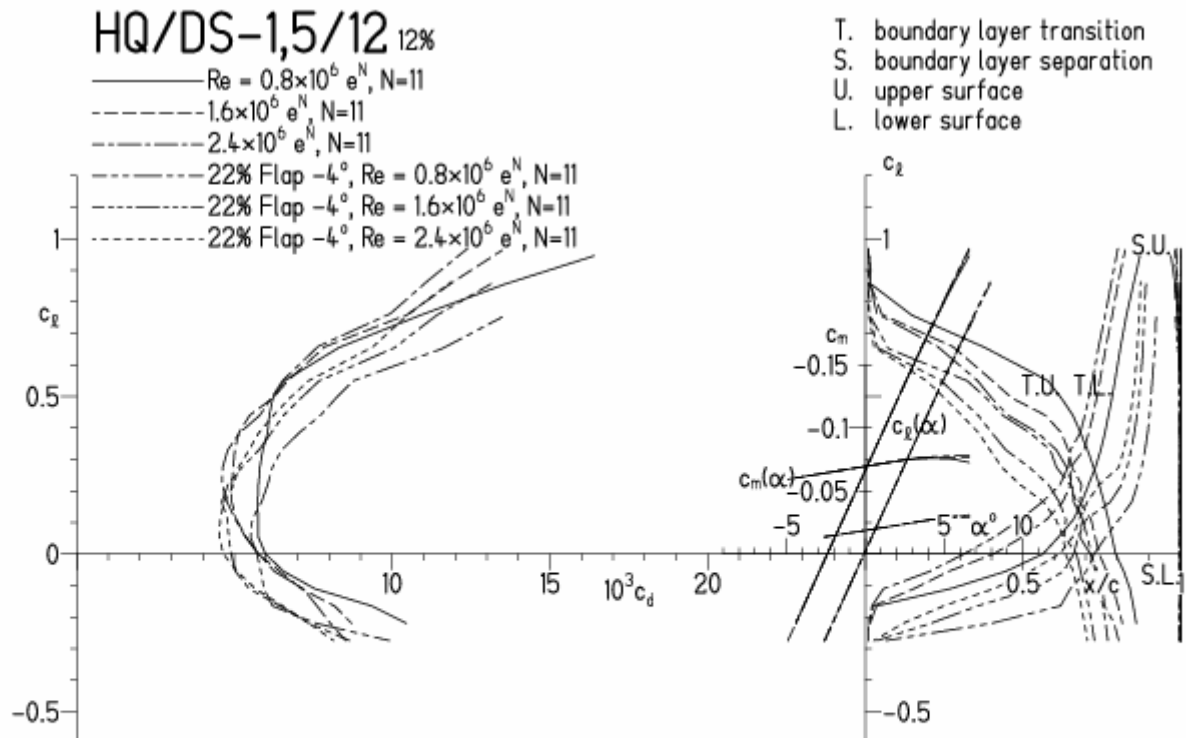 HQ/DS-1,5/12 12%
Re = 0.8×10⁶ eᴺ, N=11
1.6×10⁶ eᴺ, N=11
2.4×10⁶ eᴺ, N=11
22% Flap -4°, Re = 0.8×10⁶ eᴺ, N=11
22% Flap -4°, Re = 1.6×10⁶ eᴺ, N=11
22% Flap -4°, Re = 2.4×10⁶ eᴺ, N=11
T. boundary layer transition
S. boundary layer separation
U. upper surface
L. lower surface
1
c_ℓ
0.5
0
-0.5
10
15
10³c_d
20
c_ℓ
1
S.U.
c_m
-0.15
T.U.
T.L.
-0.1
c_ℓ(α)
c_m(α)
-0.05
-5
5
α°
10
0.5
x/c
S.L.
1
-0.5